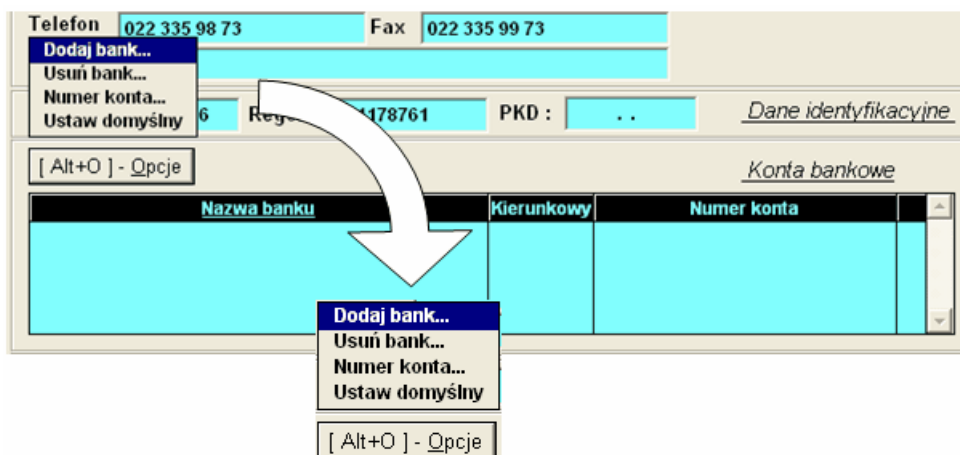 Telefon 022 335 98 73 Fax 022 335 99 73
Dodaj bank...
Usuń bank...
Numer konta...
Ustaw domyślny
6 1178761 PKD : . . Dane identyfikacyjne
[ Alt+O ] - Opcje Konta bankowe
Nazwa banku Kierunkowy Numer konta
Dodaj bank...
Usuń bank...
Numer konta...
Ustaw domyślny
[ Alt+O ] - Opcje